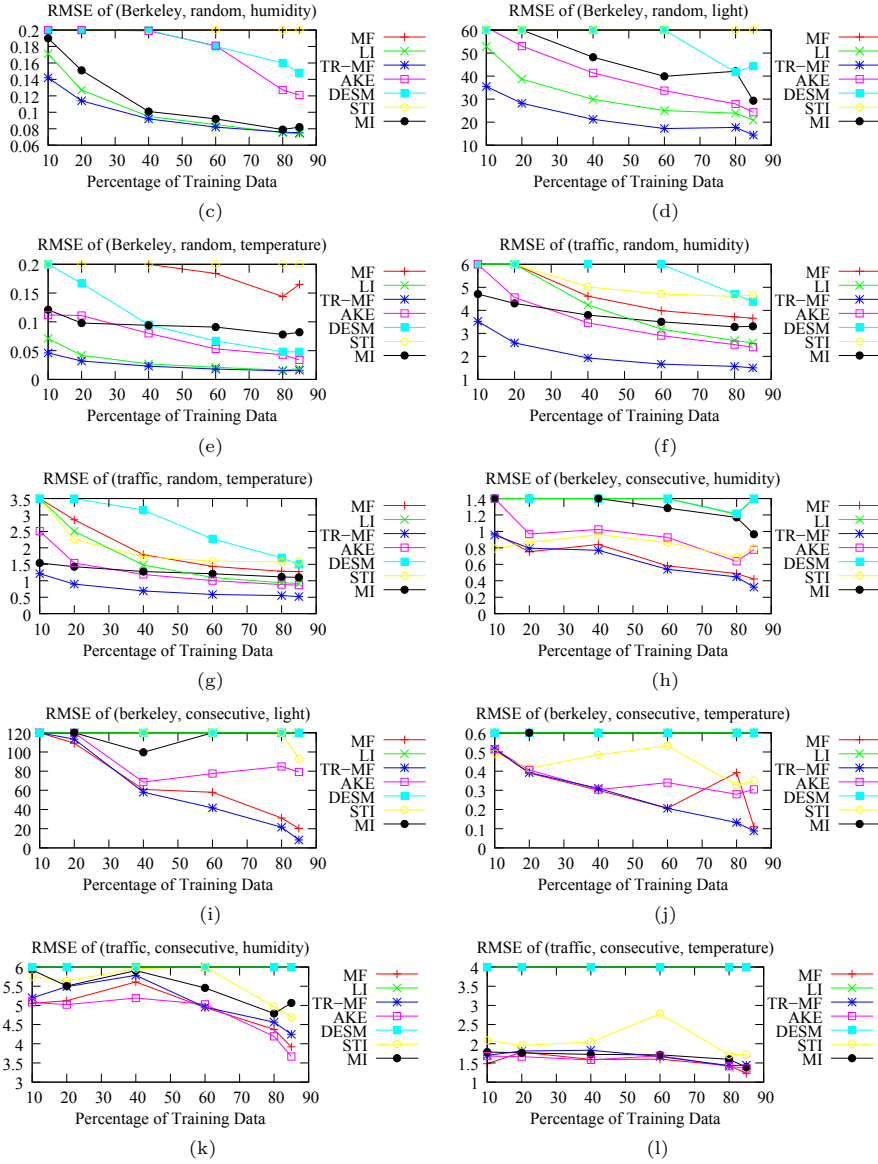 RMSE of (Berkeley, random, humidity)
0.2
0.18
0.16
0.14
0.12
0.1
0.08
0.06
10 20 30 40 50 60 70 80 90
Percentage of Training Data
MF
LI
TR-MF
AKE
DESM
STI
MI
(c)
RMSE of (Berkeley, random, light)
60
50
40
30
20
10
10 20 30 40 50 60 70 80 90
Percentage of Training Data
MF
LI
TR-MF
AKE
DESM
STI
MI
(d)
RMSE of (Berkeley, random, temperature)
0.2
0.15
0.1
0.05
0
10 20 30 40 50 60 70 80 90
Percentage of Training Data
MF
LI
TR-MF
AKE
DESM
STI
MI
(e)
RMSE of (traffic, random, humidity)
6
5
4
3
2
1
10 20 30 40 50 60 70 80 90
Percentage of Training Data
MF
LI
TR-MF
AKE
DESM
STI
MI
(f)
RMSE of (traffic, random, temperature)
3.5
3
2.5
2
1.5
1
0.5
0
10 20 30 40 50 60 70 80 90
Percentage of Training Data
MF
LI
TR-MF
AKE
DESM
STI
MI
(g)
RMSE of (berkeley, consecutive, humidity)
1.4
1.2
1
0.8
0.6
0.4
0.2
0
10 20 30 40 50 60 70 80 90
Percentage of Training Data
MF
LI
TR-MF
AKE
DESM
STI
MI
(h)
RMSE of (berkeley, consecutive, light)
120
100
80
60
40
20
0
10 20 30 40 50 60 70 80 90
Percentage of Training Data
MF
LI
TR-MF
AKE
DESM
STI
MI
(i)
RMSE of (berkeley, consecutive, temperature)
0.6
0.5
0.4
0.3
0.2
0.1
0
10 20 30 40 50 60 70 80 90
Percentage of Training Data
MF
LI
TR-MF
AKE
DESM
STI
MI
(j)
RMSE of (traffic, consecutive, humidity)
6
5.5
5
4.5
4
3.5
3
10 20 30 40 50 60 70 80 90
Percentage of Training Data
MF
LI
TR-MF
AKE
DESM
STI
MI
(k)
RMSE of (traffic, consecutive, temperature)
4
3.5
3
2.5
2
1.5
1
10 20 30 40 50 60 70 80 90
Percentage of Training Data
MF
LI
TR-MF
AKE
DESM
STI
MI
(l)